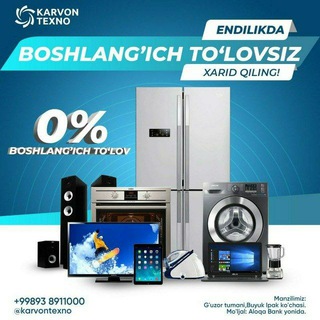 KARVON
TEXNO
ENDILIKDA
BOSHLANG'ICH TO'LOVSIZ
XARID QILING!
0%
BOSHLANG'ICH TO'LOV
+99893 8911000
@karvontexno
Manzilimiz:
G'uzor tumani,Buyuk Ipak ko'chasi.
Mo'ljal: Aloqa Bank yonida.